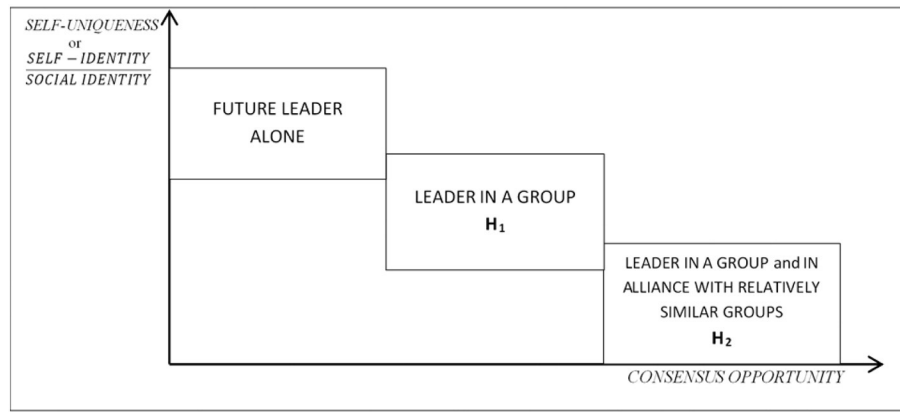 SELF-UNIQUENESS
or
SELF – IDENTITY
SOCIAL IDENTITY
FUTURE LEADER
ALONE
LEADER IN A GROUP
H₁
LEADER IN A GROUP and IN
ALLIANCE WITH RELATIVELY
SIMILAR GROUPS
H₂
CONSENSUS OPPORTUNITY